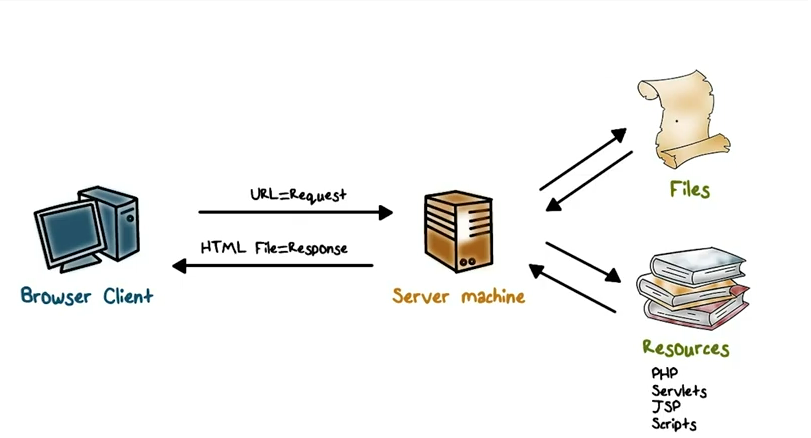 URL=Request
HTML File=Response
Browser Client
Server machine
Files
Resources
PHP
Servlets
JSP
Scripts